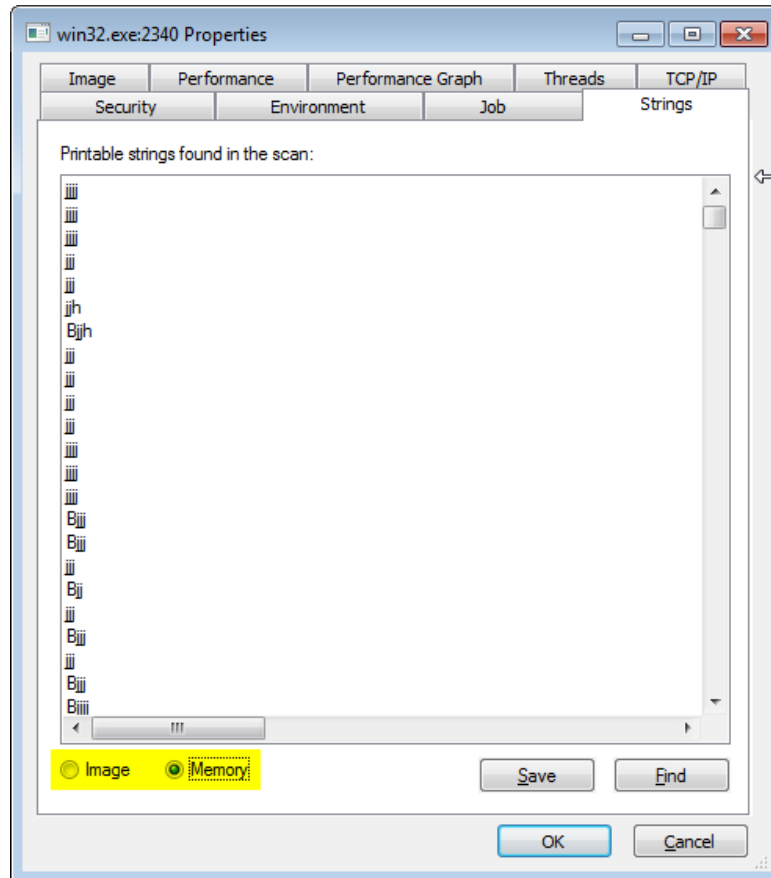 win32.exe:2340 Properties
Image Performance Performance Graph Threads TCP/IP
Security Environment Job Strings
Printable strings found in the scan:
jjjj
jjjj
jjjj
jjj
jjj
jjh
Bjjh
jjj
jjj
jjj
jjj
jjjj
jjjj
jjjj
Bjjj
Bjjj
jjj
Bjj
jjj
Bjjj
jjj
Bjjj
Biiii
Image Memory Save Find
OK Cancel